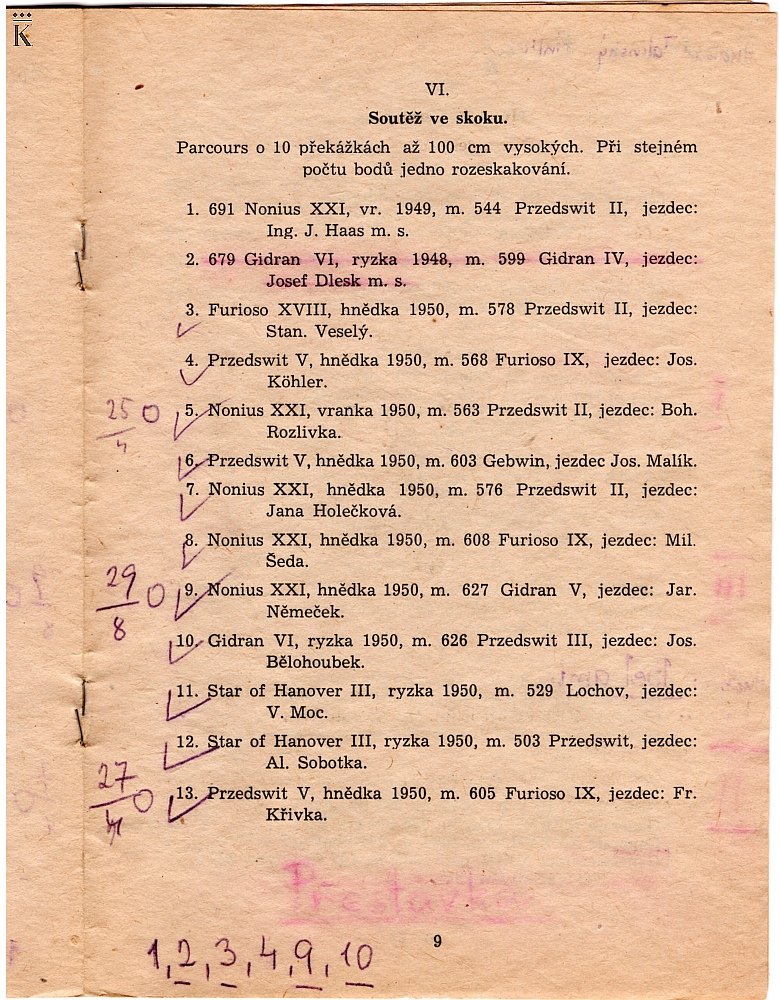 K
VI.
Soutěž ve skoku.
Parcours o 10 překážkách až 100 cm vysokých. Při stejném
počtu bodů jedno rozeskakování.
1. 691 Nonius XXI, vr. 1949, m. 544 Przedswit II, jezdec:
Ing. J. Haas m. s.
2. 679 Gidran VI, ryzka 1948, m. 599 Gidran IV, jezdec:
Josef Dlesk m. s.
3. Furioso XVIII, hnědka 1950, m. 578 Przedswit II, jezdec:
Stan. Veselý.
4. Przedswit V, hnědka 1950, m. 568 Furioso IX, jezdec: Jos.
Köhler.
25 0
4
5. Nonius XXI, vranka 1950, m. 563 Przedswit II, jezdec: Boh.
Rozlivka.
6. Przedswit V, hnědka 1950, m. 603 Gebwin, jezdec Jos. Malík.
7. Nonius XXI, hnědka 1950, m. 576 Przedswit II, jezdec:
Jana Holečková.
8. Nonius XXI, hnědka 1950, m. 608 Furioso IX, jezdec: Mil.
Šeda.
29 0
8
9. Nonius XXI, hnědka 1950, m. 627 Gidran V, jezdec: Jar.
Němeček.
10. Gidran VI, ryzka 1950, m. 626 Przedswit III, jezdec: Jos.
Bělohoubek.
11. Star of Hanover III, ryzka 1950, m. 529 Lochov, jezdec:
V. Moc.
12. Star of Hanover III, ryzka 1950, m. 503 Przedswit, jezdec:
Al. Sobotka.
27 0
4
13. Przedswit V, hnědka 1950, m. 605 Furioso IX, jezdec: Fr.
Křivka.
Přestávka
9
1, 2, 3, 4, 9, 10